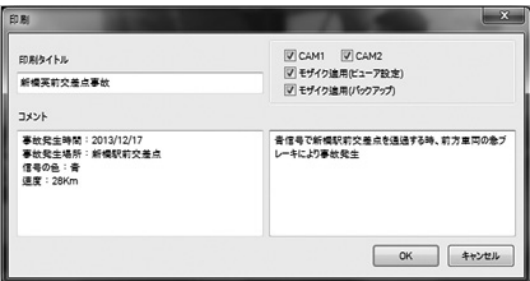 印刷
印刷タイトル
新橋英前交差点事故
CAM1 CAM2
モザイク適用(ビューア設定)
モザイク適用(バックアップ)
コメント
事故発生時間：2013/12/17
事故発生場所：新橋駅前交差点
信号の色：青
速度：28Km
青信号で新橋駅前交差点を通過する時、前方車両の急ブ
レーキにより事故発生
OK キャンセル